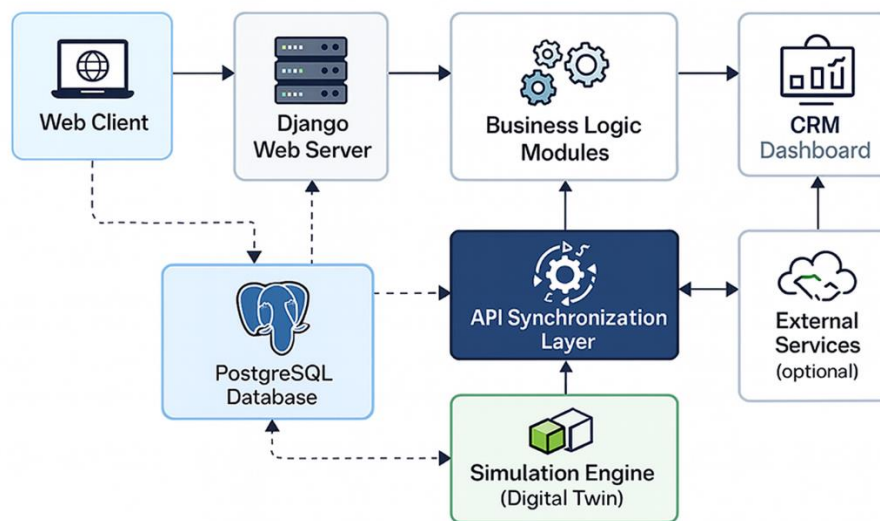 Web Client
Django
Web Server
Business Logic
Modules
CRM
Dashboard
PostgreSQL
Database
API Synchronization
Layer
External
Services
(optional)
Simulation Engine
(Digital Twin)